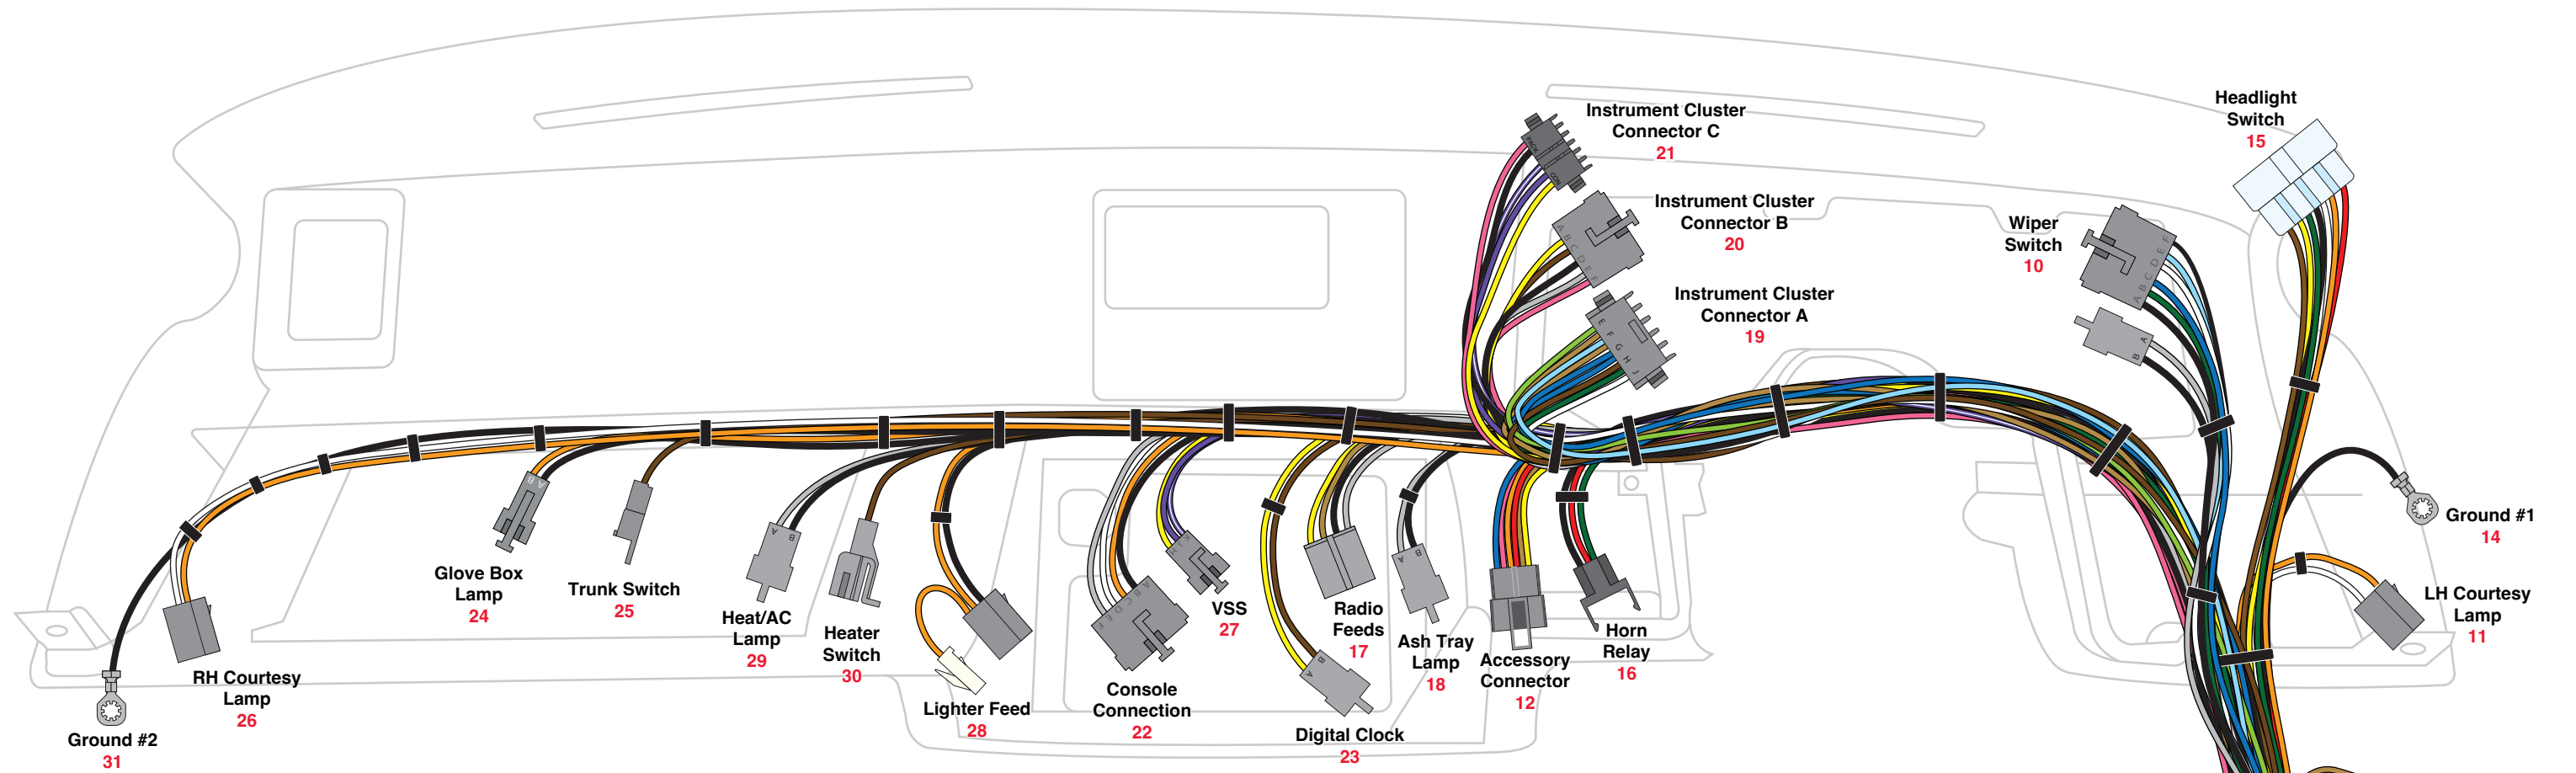 Instrument Cluster
Connector C
21
Instrument Cluster
Connector B
20
Instrument Cluster
Connector A
19
Wiper
Switch
10
Headlight
Switch
15
Ground #1
14
LH Courtesy
Lamp
11
Glove Box
Lamp
24
Trunk Switch
25
Heat/AC
Lamp
29
Heater
Switch
30
Lighter Feed
28
Console
Connection
22
VSS
27
Digital Clock
23
Radio
Feeds
17
Ash Tray
Lamp
18
Accessory
Connector
12
Horn
Relay
16
RH Courtesy
Lamp
26
Ground #2
31